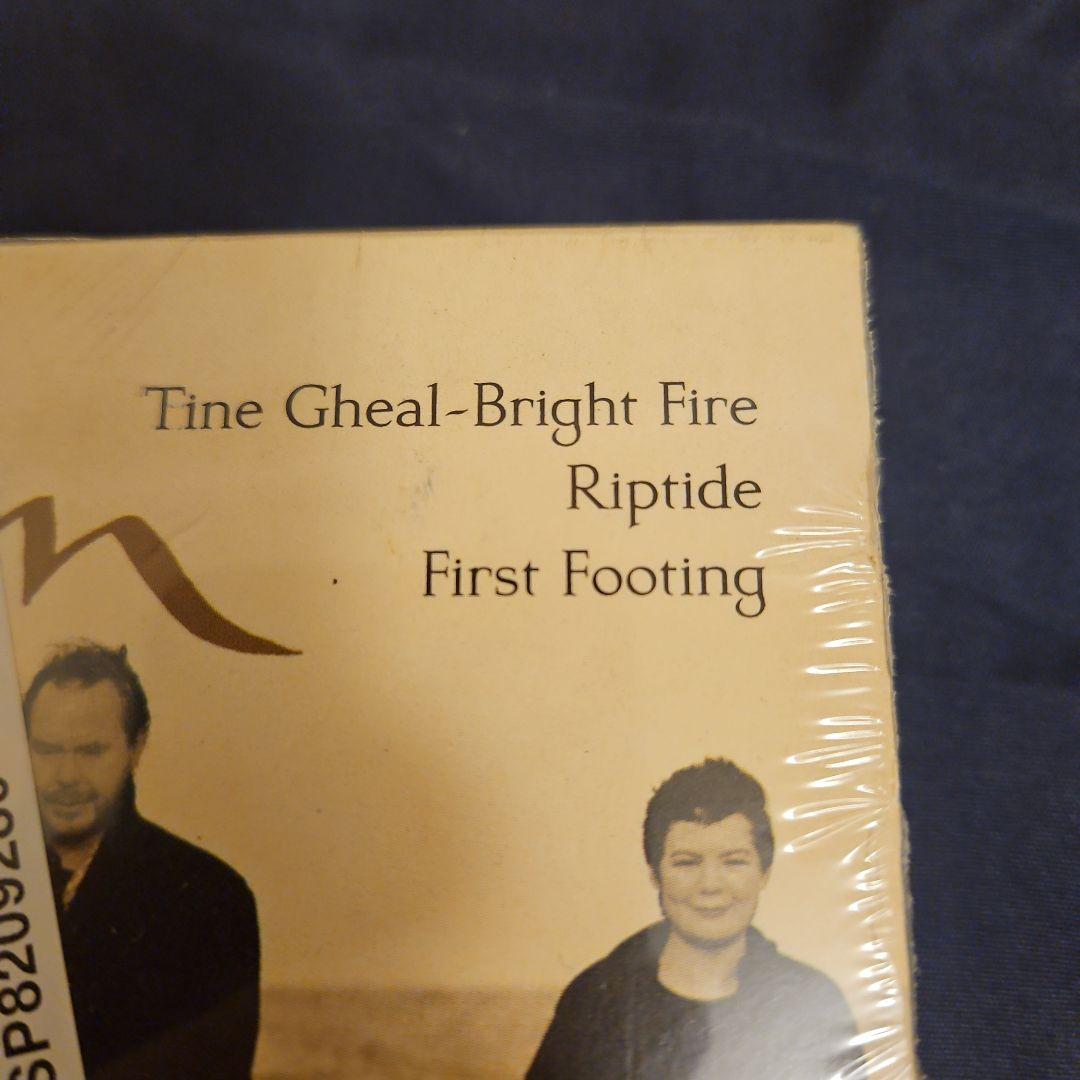 Tine Gheal-Bright Fire
Riptide
First Footing